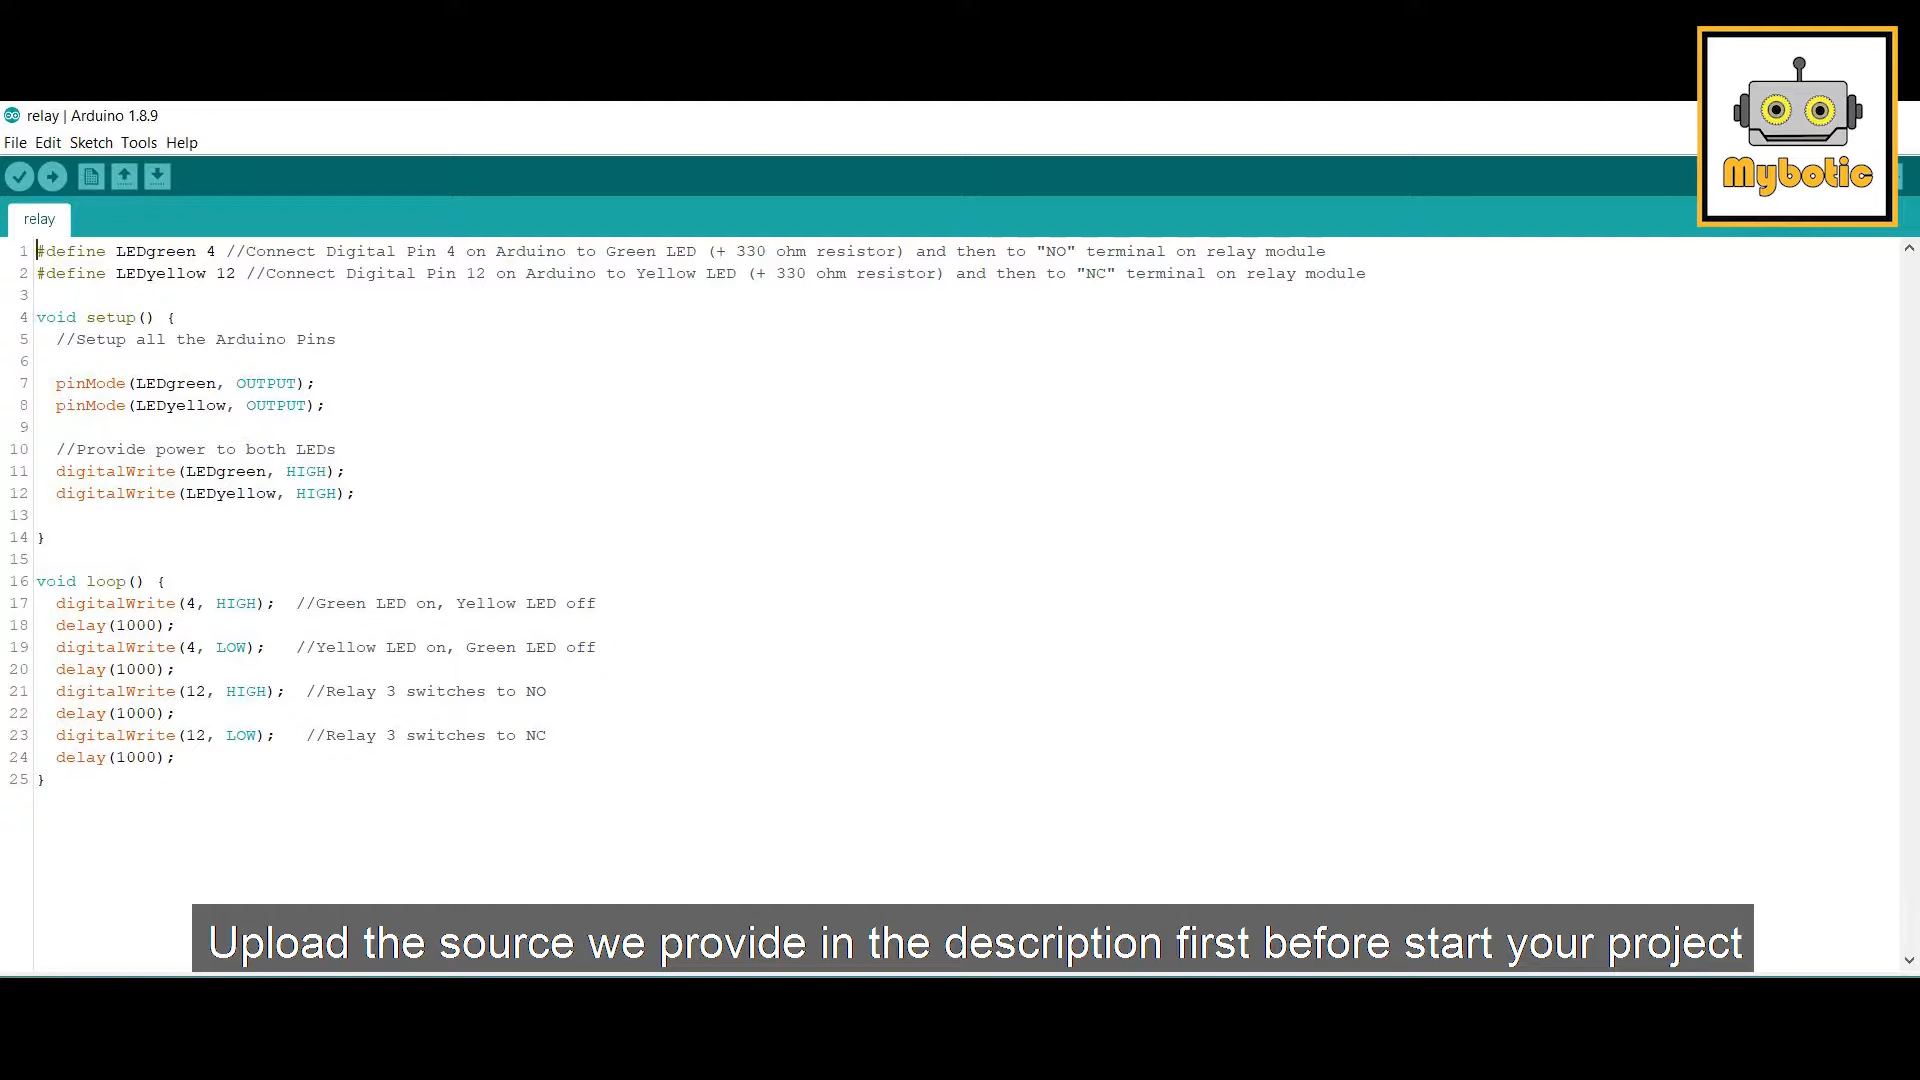 relay | Arduino 1.8.9
File Edit Sketch Tools Help
Mybotic
relay
1 #define LEDgreen 4 //Connect Digital Pin 4 on Arduino to Green LED (+ 330 ohm resistor) and then to "NO" terminal on relay module
2 #define LEDyellow 12 //Connect Digital Pin 12 on Arduino to Yellow LED (+ 330 ohm resistor) and then to "NC" terminal on relay module
3
4 void setup() {
5 //Setup all the Arduino Pins
6
7 pinMode(LEDgreen, OUTPUT);
8 pinMode(LEDyellow, OUTPUT);
9
10 //Provide power to both LEDs
11 digitalWrite(LEDgreen, HIGH);
12 digitalWrite(LEDyellow, HIGH);
13
14 }
15
16 void loop() {
17 digitalWrite(4, HIGH); //Green LED on, Yellow LED off
18 delay(1000);
19 digitalWrite(4, LOW); //Yellow LED on, Green LED off
20 delay(1000);
21 digitalWrite(12, HIGH); //Relay 3 switches to NO
22 delay(1000);
23 digitalWrite(12, LOW); //Relay 3 switches to NC
24 delay(1000);
25 }
Upload the source we provide in the description first before start your project